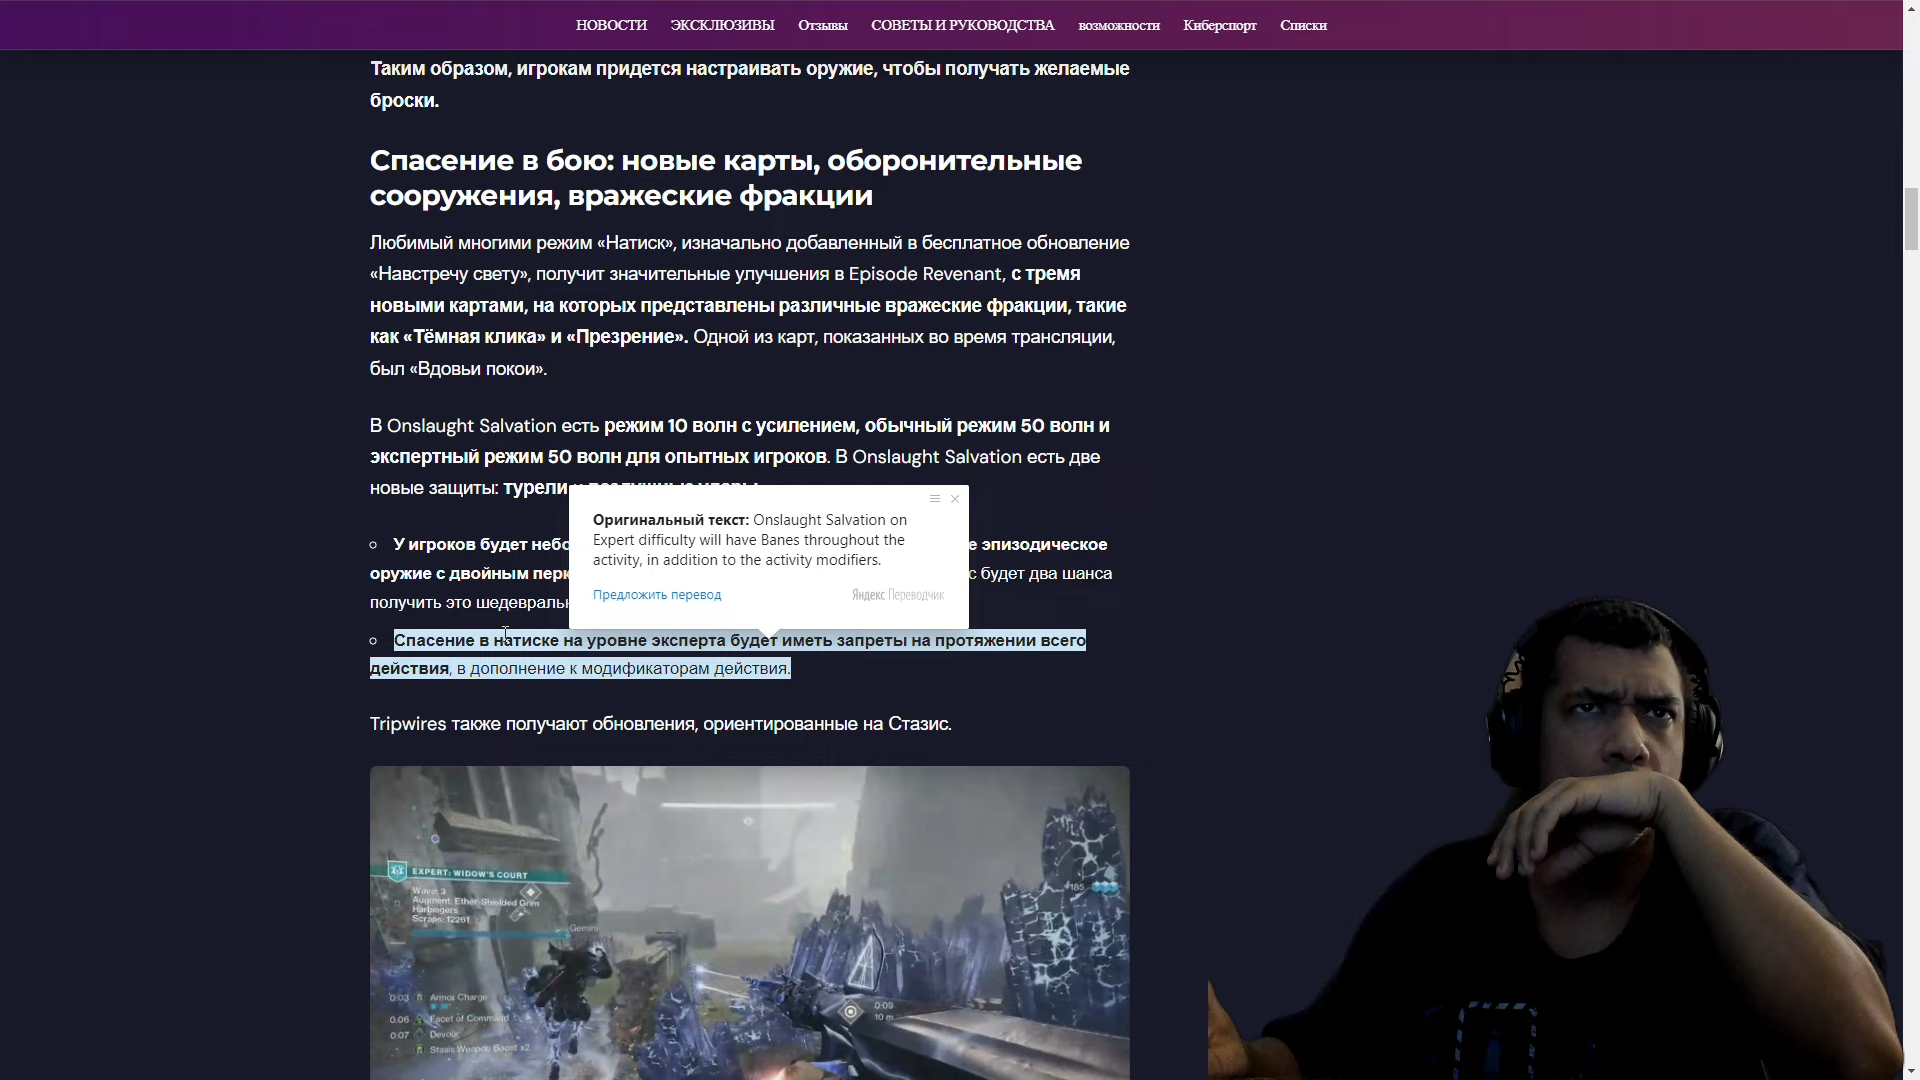 НОВОСТИ ЭКСКЛЮЗИВЫ Отзывы СОВЕТЫ И РУКОВОДСТВА возможности Киберспорт Списки
Таким образом, игрокам придется настраивать оружие, чтобы получать желаемые
броски.
Спасение в бою: новые карты, оборонительные
сооружения, вражеские фракции
Любимый многими режим «Натиск», изначально добавленный в бесплатное обновление
«Навстречу свету», получит значительные улучшения в Episode Revenant, с тремя
новыми картами, на которых представлены различные вражеские фракции, такие
как «Тёмная клика» и «Презрение». Одной из карт, показанных во время трансляции,
был «Вдовьи покои».
В Onslaught Salvation есть режим 10 волн с усилением, обычный режим 50 волн и
экспертный режим 50 волн для опытных игроков. В Onslaught Salvation есть две
новые защиты: турели
У игроков будет небо
е эпизодическое
оружие с двойным перк
с будет два шанса
получить это шедевраль
Оригинальный текст: Onslaught Salvation on
Expert difficulty will have Banes throughout the
activity, in addition to the activity modifiers.
Предложить перевод Яндекс Переводчик
Спасение в натиске на уровне эксперта будет иметь запреты на протяжении всего
действия, в дополнение к модификаторам действия.
Tripwires также получают обновления, ориентированные на Стазис.
EXPERT: WIDOW'S COURT
Wave: 3
Augment: Ether-Shielded Grim
Harbingers
Scraps: 12261
Gemini
185
0:03 Armor Charge
0:06 Facet of Command
0:07 Devour
Stasis Weapon Boost x2
0:09
10 m